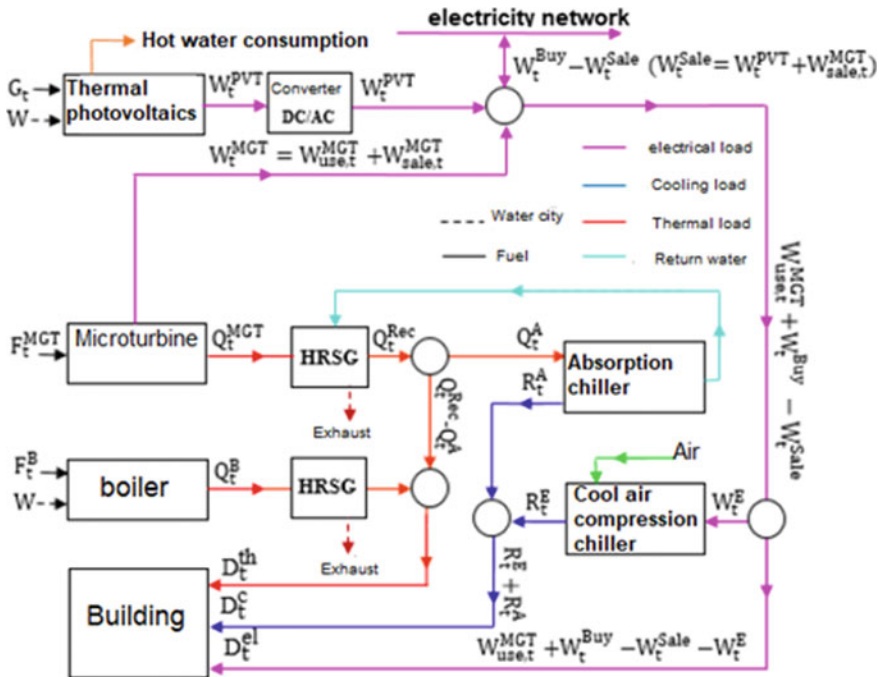 electricity network
Hot water consumption
W_t^Buy − W_t^Sale (W_t^Sale = W_t^PVT + W_sale,t^MGT)
G_t
W
Thermal
photovoltaics
W_t^PVT
Converter
DC/AC
W_t^PVT
W_t^MGT = W_use,t^MGT + W_sale,t^MGT
electrical load
Cooling load
Water city
Thermal load
Fuel
Return water
W_use,t^MGT + W_t^Buy − W_t^Sale
F_t^MGT
Microturbine
Q_t^MGT
HRSG
Q_t^Rec
Q_t^A
Absorption
chiller
R_t^A
Q_t^Rec-Q_t^A
Exhaust
Air
F_t^B
W
boiler
Q_t^B
HRSG
R_t^E
Cool air
compression
chiller
W_t^E
Exhaust
R_t^E + R_t^A
Building
D_t^th
D_t^c
D_t^el
W_use,t^MGT + W_t^Buy − W_t^Sale − W_t^E